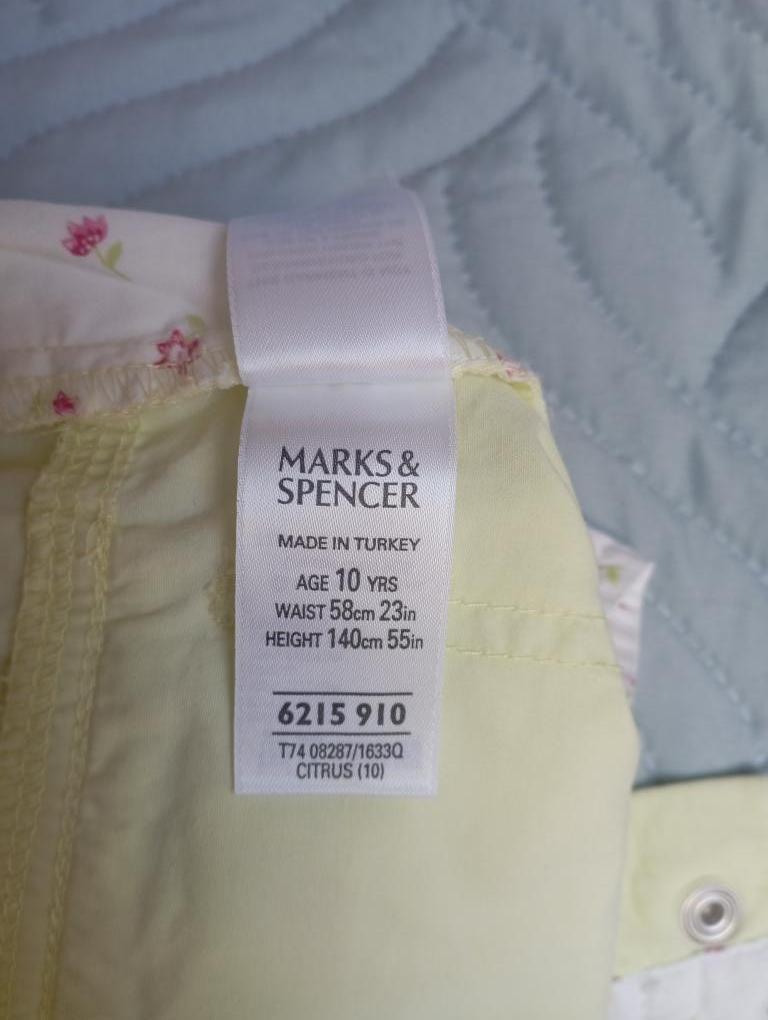 MARKS &
SPENCER
MADE IN TURKEY
AGE 10 YRS
WAIST 58cm 23in
HEIGHT 140cm 55in
6215 910
T74 08287/1633Q
CITRUS (10)